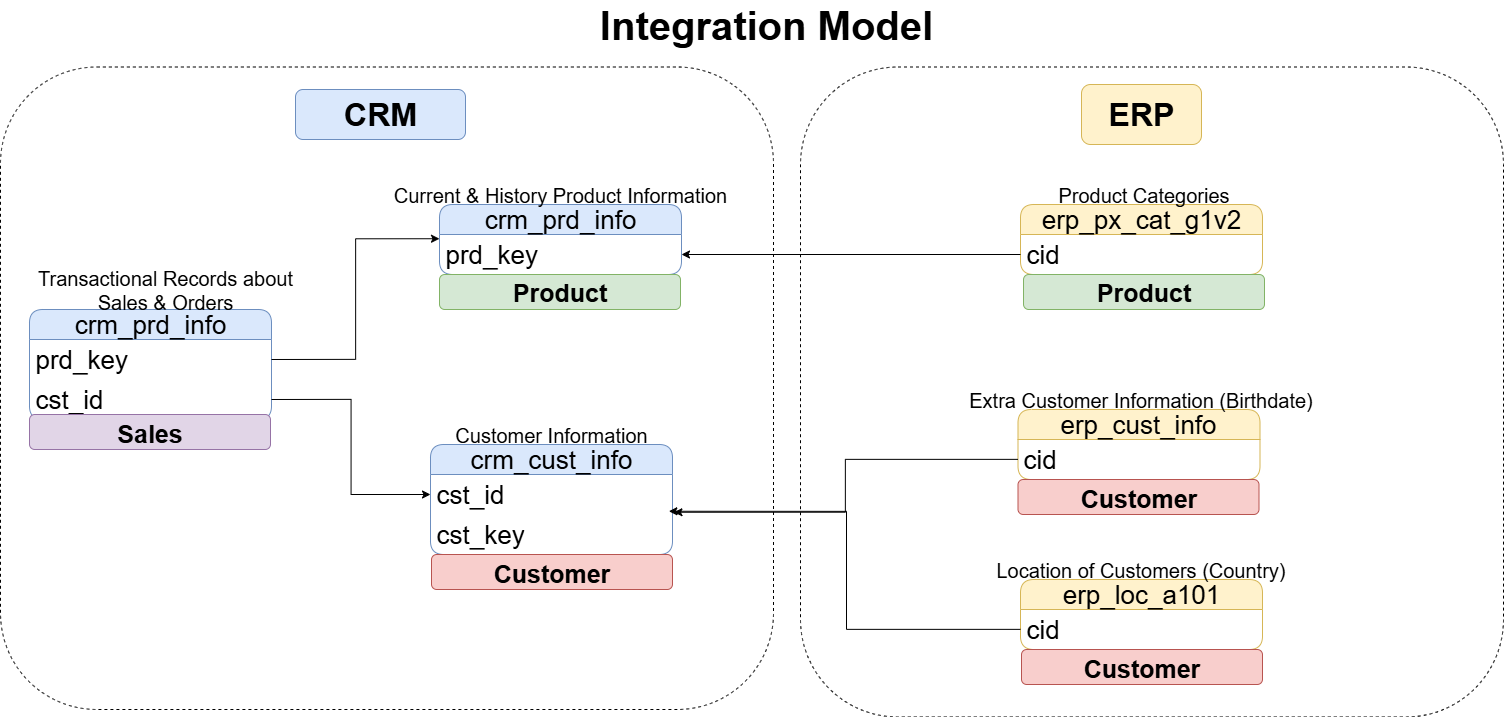 Integration Model
CRM
Current & History Product Information
crm_prd_info
prd_key
Product
Transactional Records about
Sales & Orders
crm_prd_info
prd_key
cst_id
Sales
Customer Information
crm_cust_info
cst_id
cst_key
Customer
ERP
Product Categories
erp_px_cat_g1v2
cid
Product
Extra Customer Information (Birthdate)
erp_cust_info
cid
Customer
Location of Customers (Country)
erp_loc_a101
cid
Customer